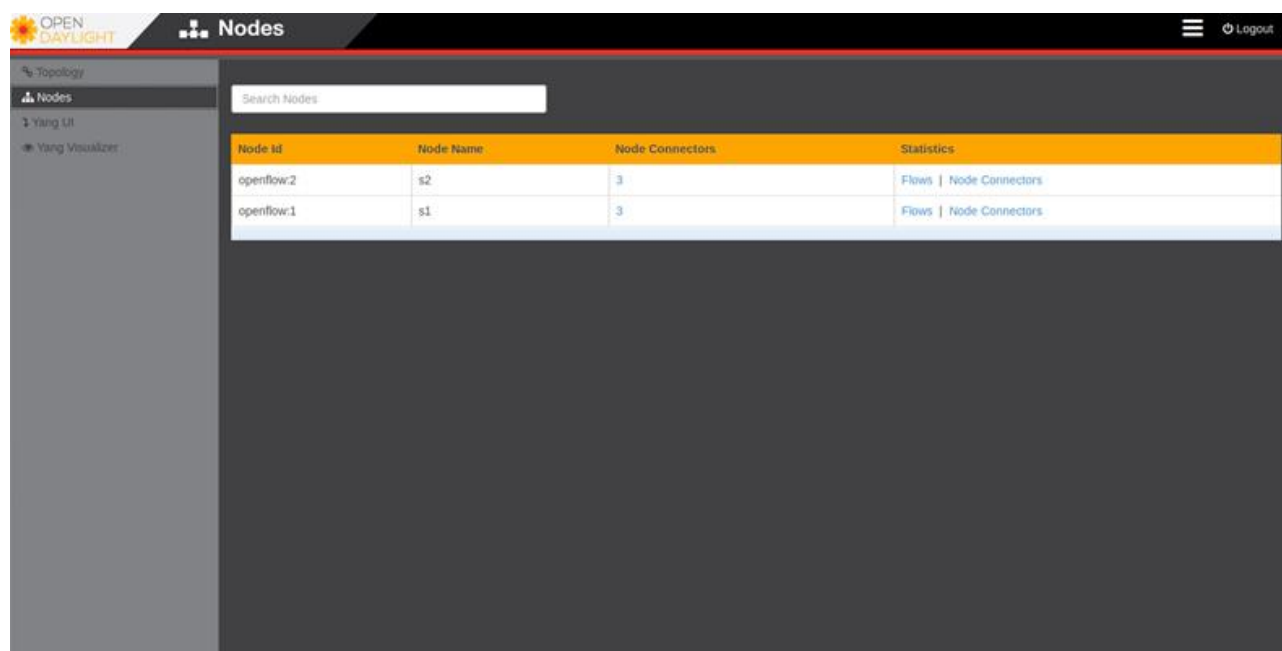 OPEN
DAYLIGHT
Nodes
Logout
Topology
Nodes
Yang UI
Yang Visualizer
Search Nodes
Node Id Node Name Node Connectors Statistics
openflow:2 s2 3 Flows | Node Connectors
openflow:1 s1 3 Flows | Node Connectors